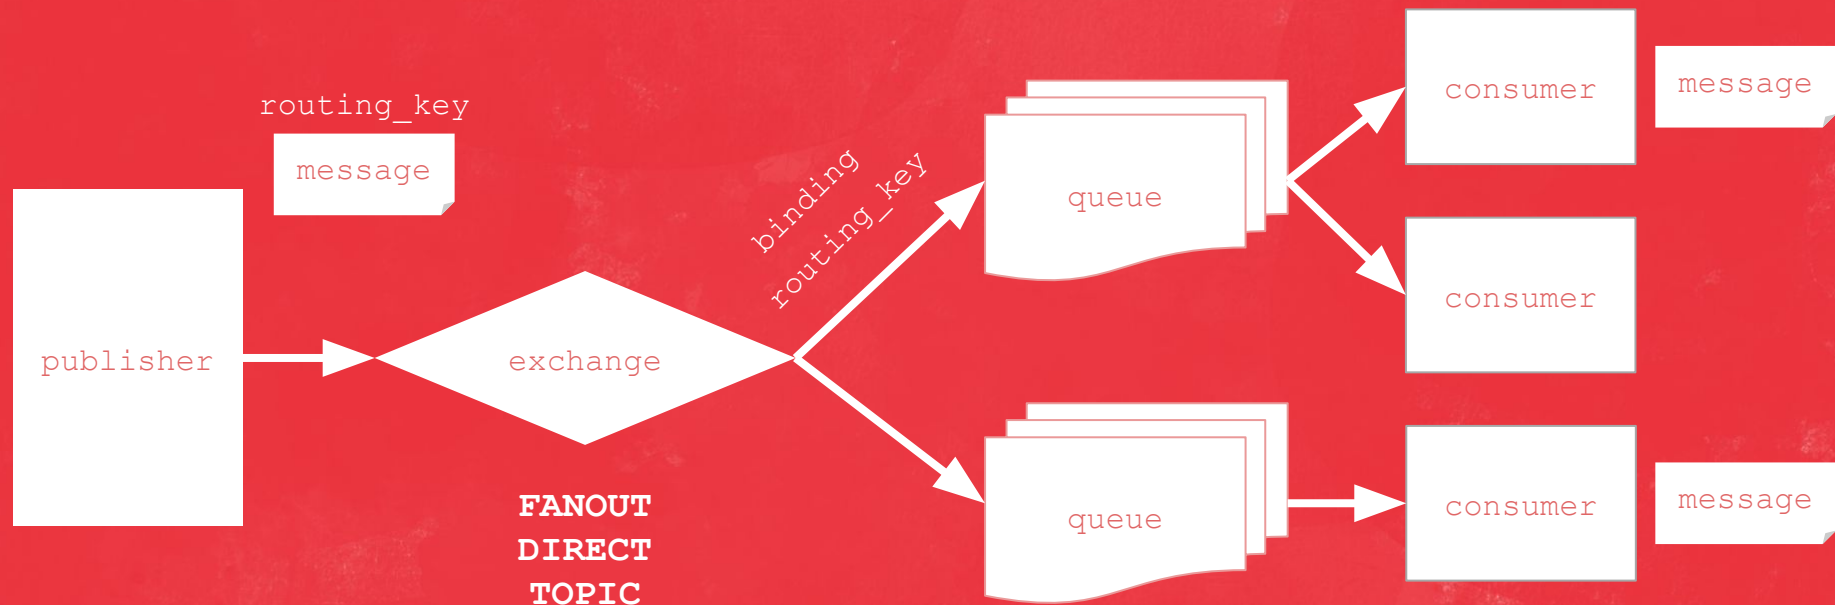 routing_key
message
publisher
exchange
FANOUT
DIRECT
TOPIC
binding
routing_key
queue
queue
consumer
message
consumer
consumer
message